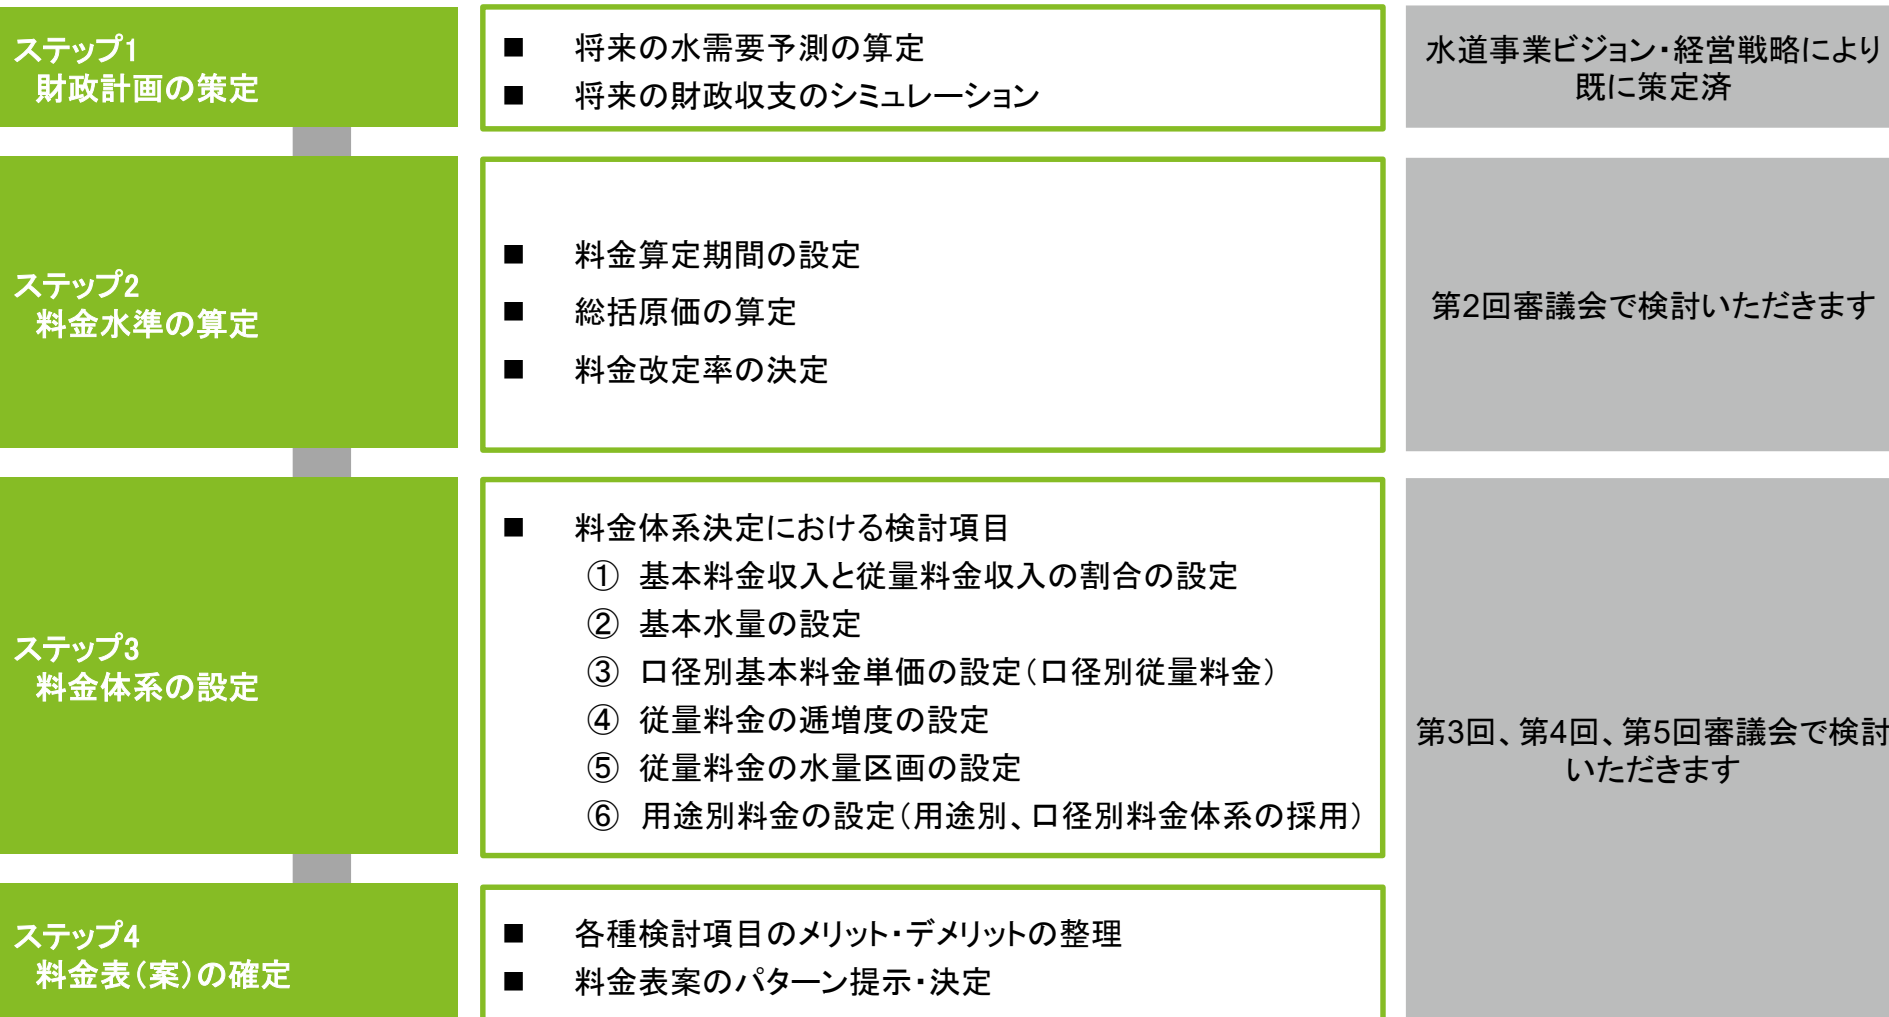 ステップ1
財政計画の策定
■ 将来の水需要予測の算定
■ 将来の財政収支のシミュレーション
水道事業ビジョン・経営戦略により
既に策定済
ステップ2
料金水準の算定
■ 料金算定期間の設定
■ 総括原価の算定
■ 料金改定率の決定
第2回審議会で検討いただきます
ステップ3
料金体系の設定
■ 料金体系決定における検討項目
① 基本料金収入と従量料金収入の割合の設定
② 基本水量の設定
③ 口径別基本料金単価の設定（口径別従量料金）
④ 従量料金の逓増度の設定
⑤ 従量料金の水量区画の設定
⑥ 用途別料金の設定（用途別、口径別料金体系の採用）
第3回、第4回、第5回審議会で検討
いただきます
ステップ4
料金表（案）の確定
■ 各種検討項目のメリット・デメリットの整理
■ 料金表案のパターン提示・決定